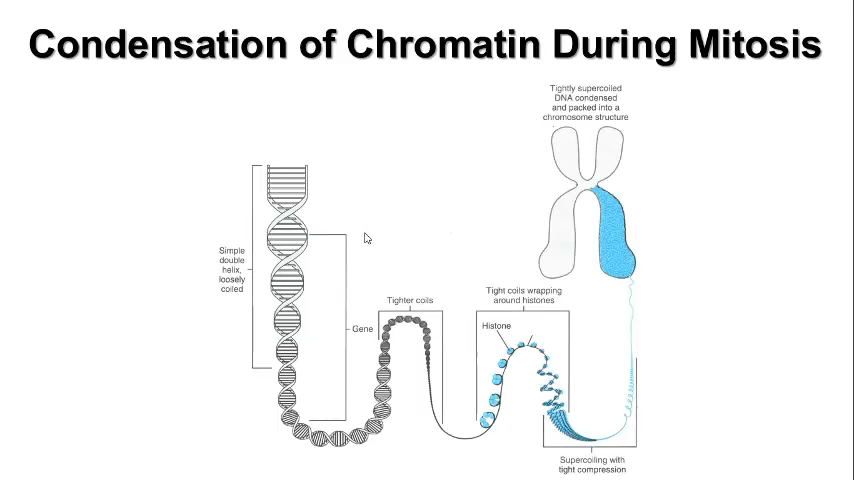 Condensation of Chromatin During Mitosis
Tightly supercoiled
DNA condensed
and packed into a
chromosome structure
Simple
double
helix,
loosely
coiled
Gene
Tighter coils
Tight coils wrapping
around histones
Histone
Supercoiling with
tight compression